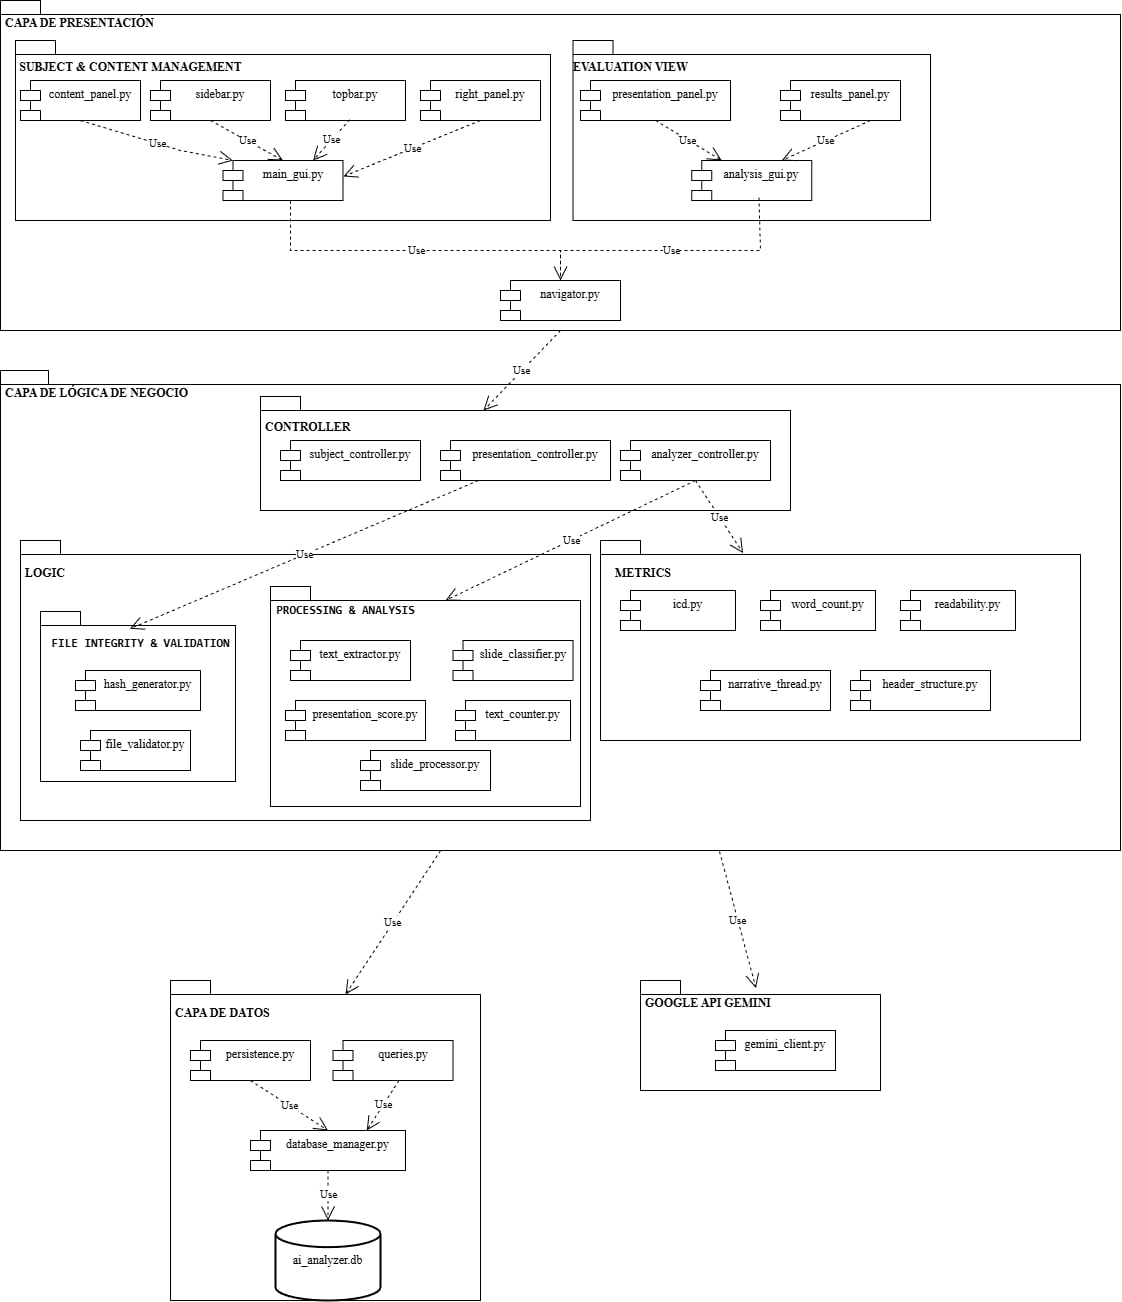 CAPA DE PRESENTACIÓN
SUBJECT & CONTENT MANAGEMENT
content_panel.py
sidebar.py
topbar.py
right_panel.py
Use
Use
Use
Use
main_gui.py
EVALUATION VIEW
presentation_panel.py
results_panel.py
Use
Use
analysis_gui.py
Use
Use
navigator.py
Use
CAPA DE LÓGICA DE NEGOCIO
CONTROLLER
subject_controller.py
presentation_controller.py
analyzer_controller.py
Use
Use
Use
LOGIC
FILE INTEGRITY & VALIDATION
hash_generator.py
file_validator.py
PROCESSING & ANALYSIS
text_extractor.py
slide_classifier.py
presentation_score.py
text_counter.py
slide_processor.py
METRICS
icd.py
word_count.py
readability.py
narrative_thread.py
header_structure.py
Use
Use
CAPA DE DATOS
persistence.py
queries.py
Use
Use
database_manager.py
Use
ai_analyzer.db
GOOGLE API GEMINI
gemini_client.py